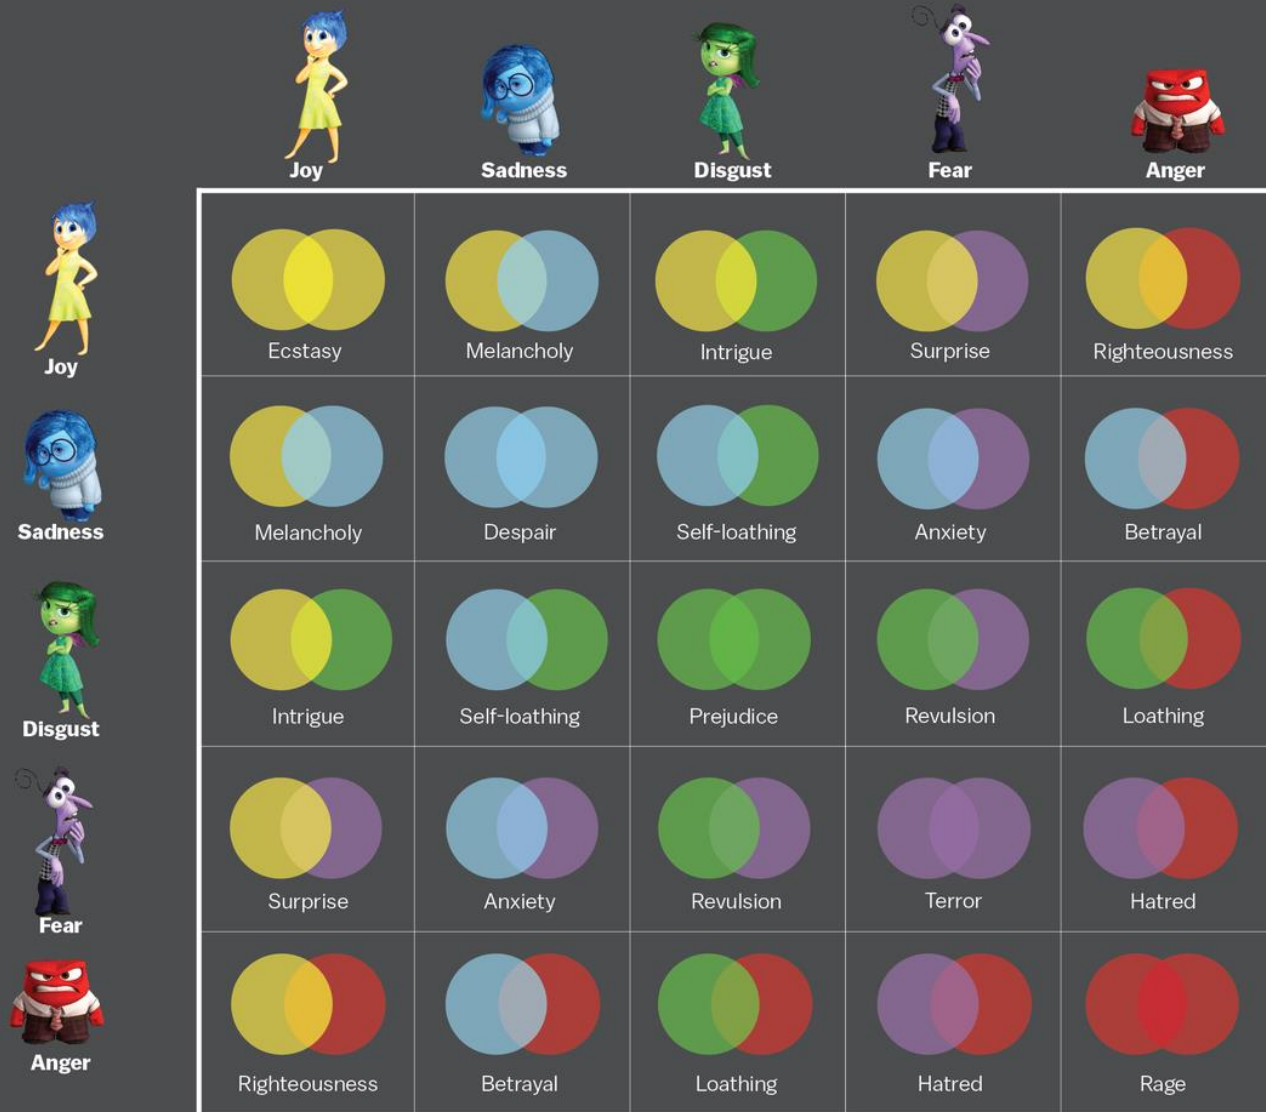 Joy
Sadness
Disgust
Fear
Anger
Joy
Ecstasy
Melancholy
Intrigue
Surprise
Righteousness
Sadness
Melancholy
Despair
Self-loathing
Anxiety
Betrayal
Disgust
Intrigue
Self-loathing
Prejudice
Revulsion
Loathing
Fear
Surprise
Anxiety
Revulsion
Terror
Hatred
Anger
Righteousness
Betrayal
Loathing
Hatred
Rage